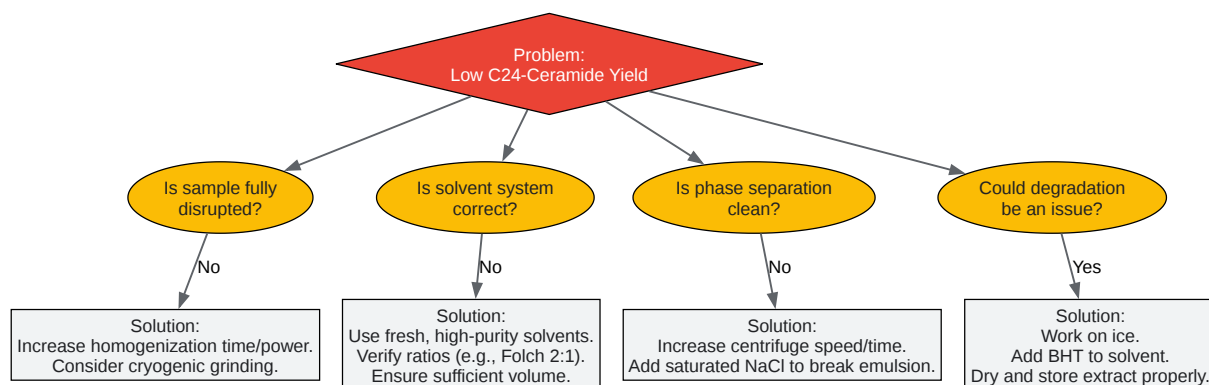 Problem:
Low C24-Ceramide Yield
Is sample fully
disrupted?
Is solvent system
correct?
Is phase separation
clean?
Could degradation
be an issue?
No
No
No
Yes
Solution:
Increase homogenization time/power.
Consider cryogenic grinding.
Solution:
Use fresh, high-purity solvents.
Verify ratios (e.g., Folch 2:1).
Ensure sufficient volume.
Solution:
Increase centrifuge speed/time.
Add saturated NaCl to break emulsion.
Solution:
Work on ice.
Add BHT to solvent.
Dry and store extract properly.